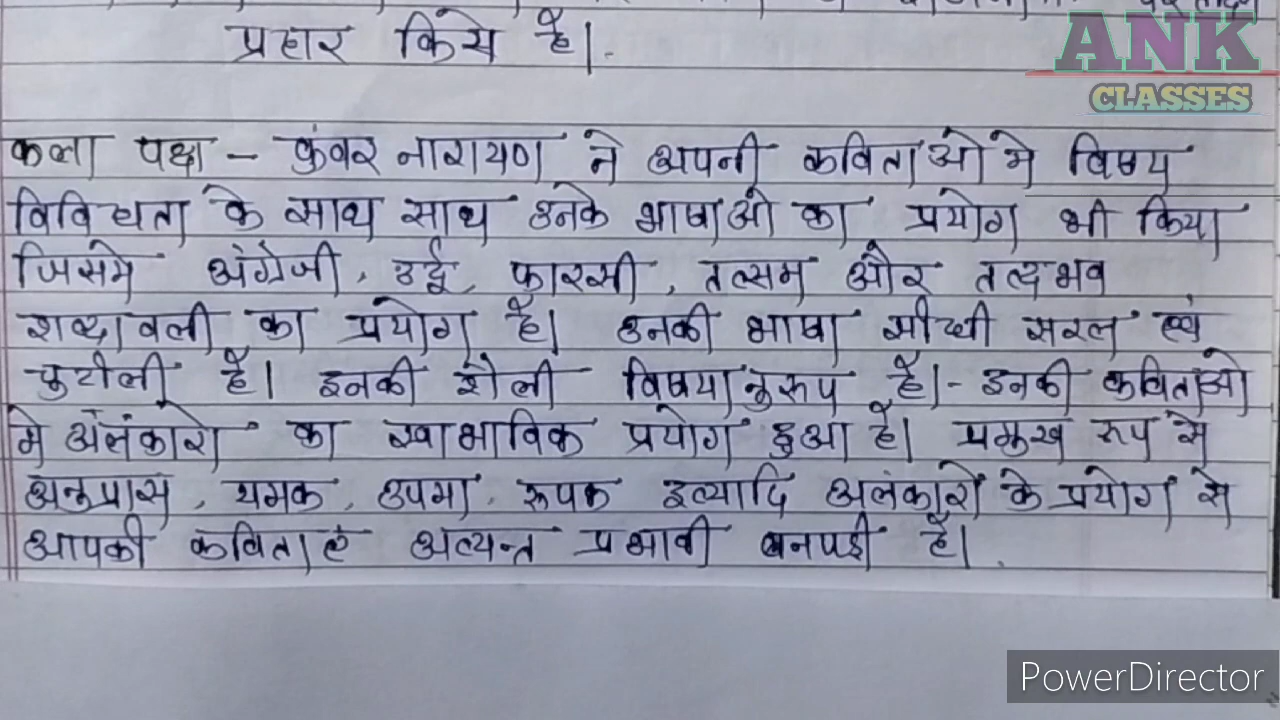 प्रहार किये है।
ANK
CLASSES
कला पक्ष - कुंवर नारायण ने अपनी कविताओ मे विषय
विविधता के साथ साथ उनके भाषाओ का प्रयोग भी किया
जिसमे अंग्रेजी, उर्दू, फारसी, तत्सम और तद्भव
शब्दावली का प्रयोग है। उनकी भाषा सीधी सरल एवं
चुटीली है। इनकी शैली विषयानुरूप है।- इनकी कविताओ
मे अलंकारो का स्वाभाविक प्रयोग हुआ है। प्रमुख रूप से
अनुप्रास, यमक, उपमा, रूपक इत्यादि अलंकारो के प्रयोग से
आपकी कविताएं अत्यन्त प्रभावी बनपडी है।
PowerDirector